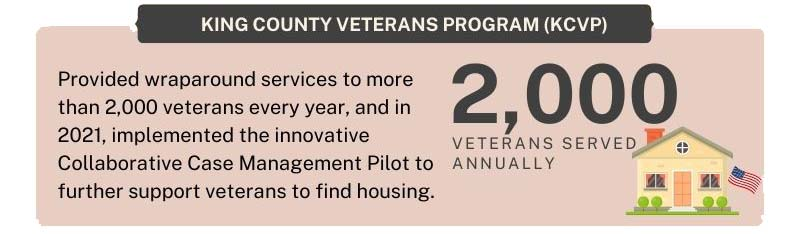 KING COUNTY VETERANS PROGRAM (KCVP)
Provided wraparound services to more
than 2,000 veterans every year, and in
2021, implemented the innovative
Collaborative Case Management Pilot to
further support veterans to find housing.
2,000
VETERANS SERVED
ANNUALLY